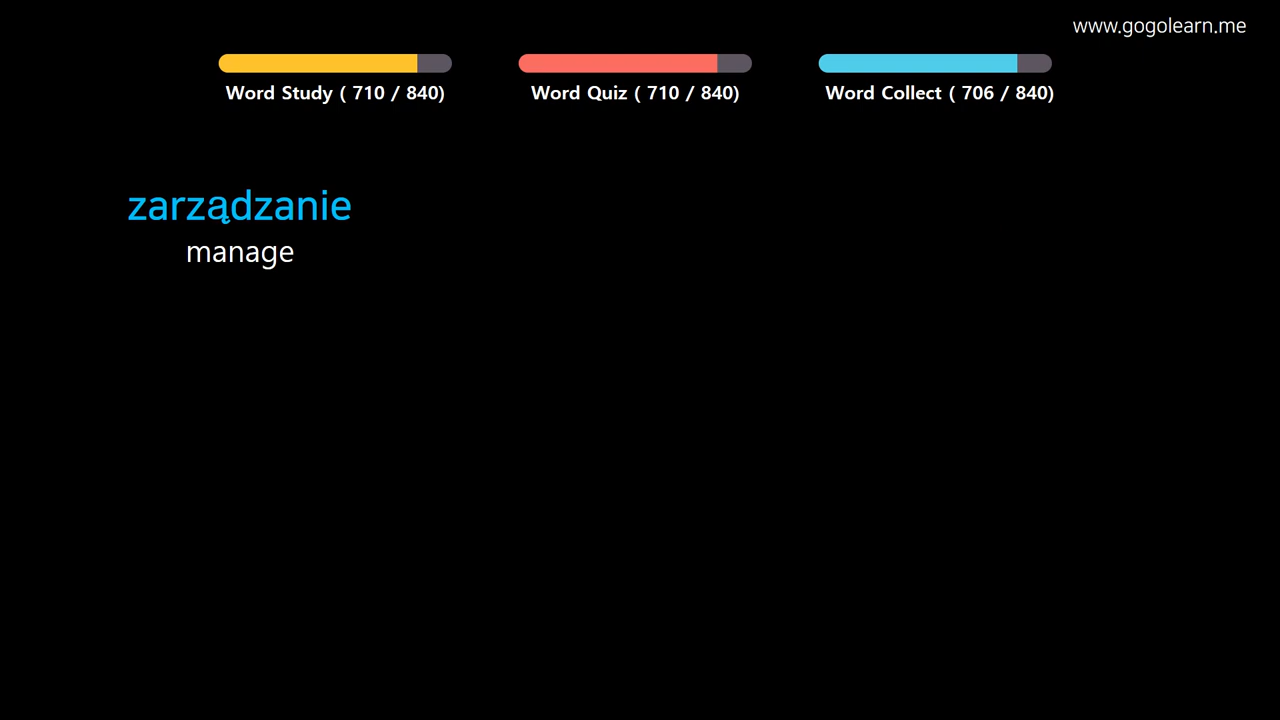 www.gogolearn.me
Word Study ( 710 / 840)
Word Quiz ( 710 / 840)
Word Collect ( 706 / 840)
zarządzanie
manage